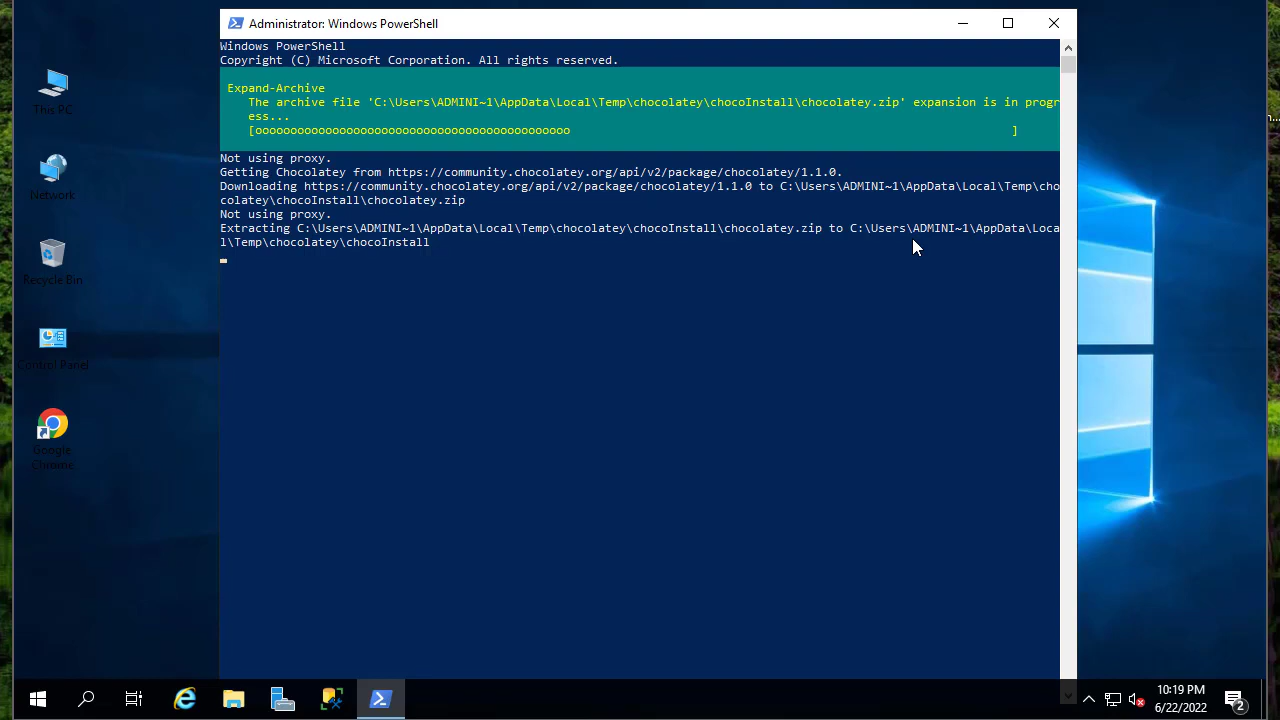 Administrator: Windows PowerShell
Windows PowerShell
Copyright (C) Microsoft Corporation. All rights reserved.
Expand-Archive
The archive file 'C:\Users\ADMINI~1\AppData\Local\Temp\chocolatey\chocoInstall\chocolatey.zip' expansion is in progr
ess...
[ooooooooooooooooooooooooooooooooooooooooooooo ]
Not using proxy.
Getting Chocolatey from https://community.chocolatey.org/api/v2/package/chocolatey/1.1.0.
Downloading https://community.chocolatey.org/api/v2/package/chocolatey/1.1.0 to C:\Users\ADMINI~1\AppData\Local\Temp\cho
colatey\chocoInstall\chocolatey.zip
Not using proxy.
Extracting C:\Users\ADMINI~1\AppData\Local\Temp\chocolatey\chocoInstall\chocolatey.zip to C:\Users\ADMINI~1\AppData\Loca
l\Temp\chocolatey\chocoInstall
This PC
Network
Recycle Bin
Control Panel
Google
Chrome
10:19 PM
6/22/2022
2